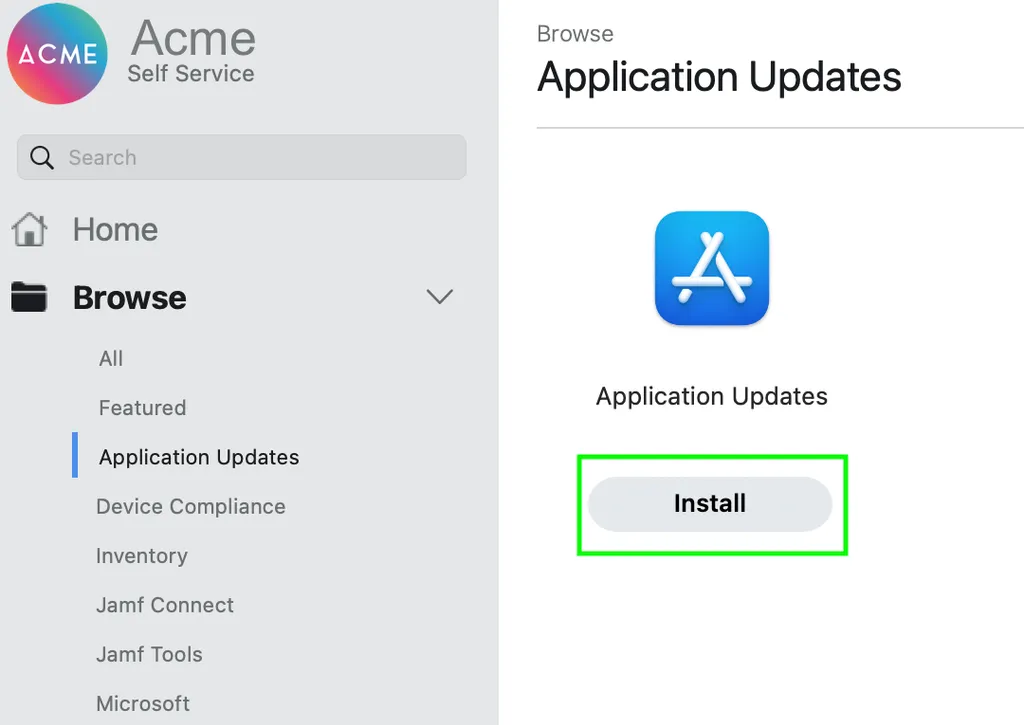 ACME
Acme
Self Service
Search
Home
Browse
All
Featured
Application Updates
Device Compliance
Inventory
Jamf Connect
Jamf Tools
Microsoft
Browse
Application Updates
Application Updates
Install